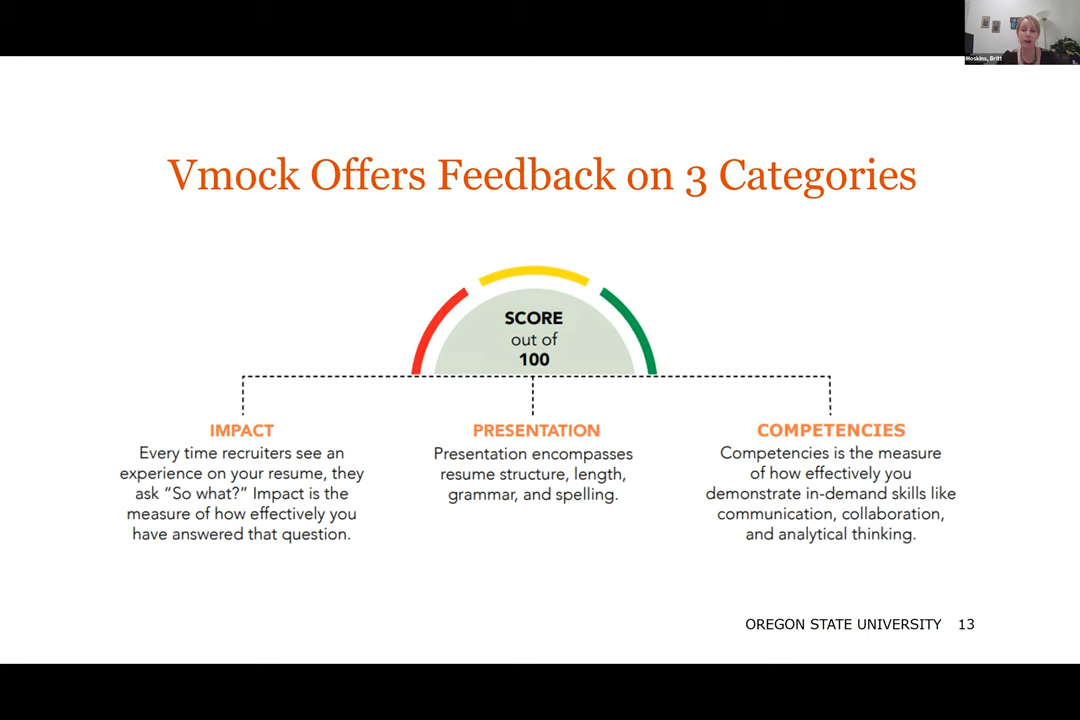 Hoskins, Britt
Vmock Offers Feedback on 3 Categories
SCORE
out of
100
IMPACT
Every time recruiters see an
experience on your resume, they
ask “So what?” Impact is the
measure of how effectively you
have answered that question.
PRESENTATION
Presentation encompasses
resume structure, length,
grammar, and spelling.
COMPETENCIES
Competencies is the measure
of how effectively you
demonstrate in-demand skills like
communication, collaboration,
and analytical thinking.
OREGON STATE UNIVERSITY 13